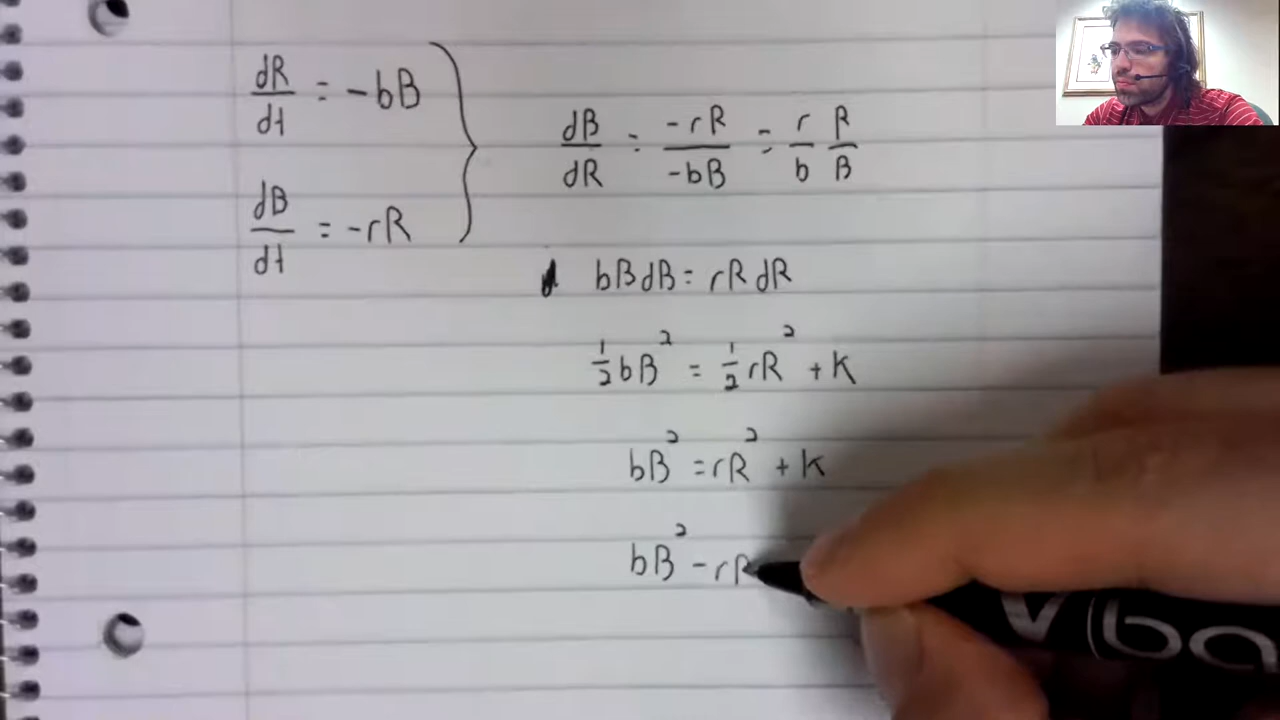 dR/dt = -bB
dB/dt = -rR
dB/dR = -rR/-bB = r/b R/B
bBdB = rRdR
1/2 bB² = 1/2 rR² + K
bB² = rR² + K
bB² - rR